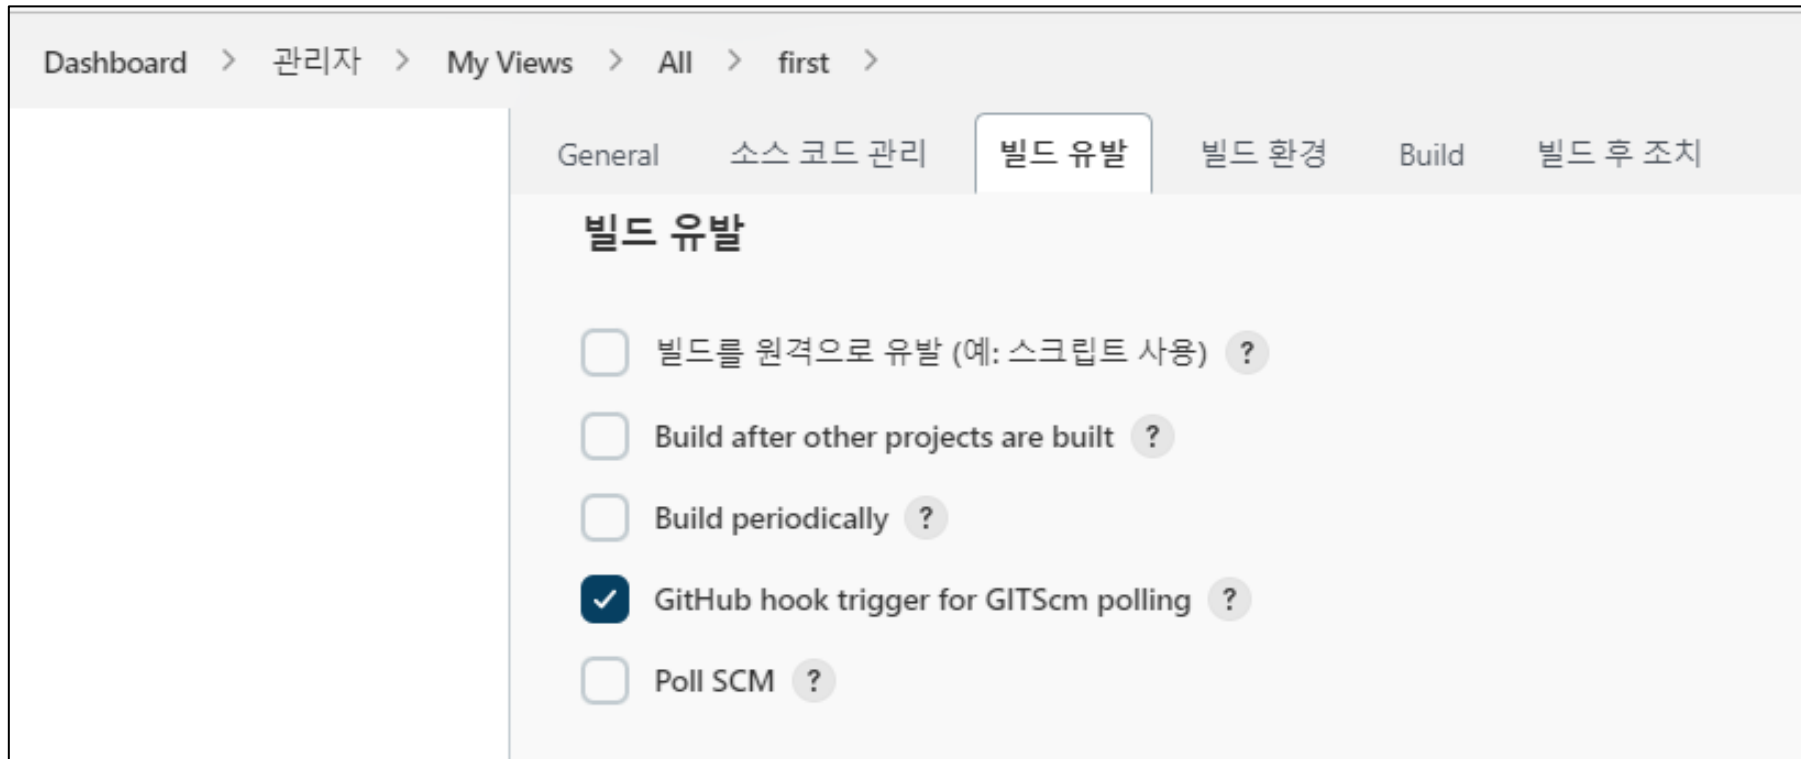 Dashboard > 관리자 > My Views > All > first >
General 소스 코드 관리 빌드 유발 빌드 환경 Build 빌드 후 조치
빌드 유발
빌드를 원격으로 유발 (예: 스크립트 사용) ?
Build after other projects are built ?
Build periodically ?
GitHub hook trigger for GITScm polling ?
Poll SCM ?